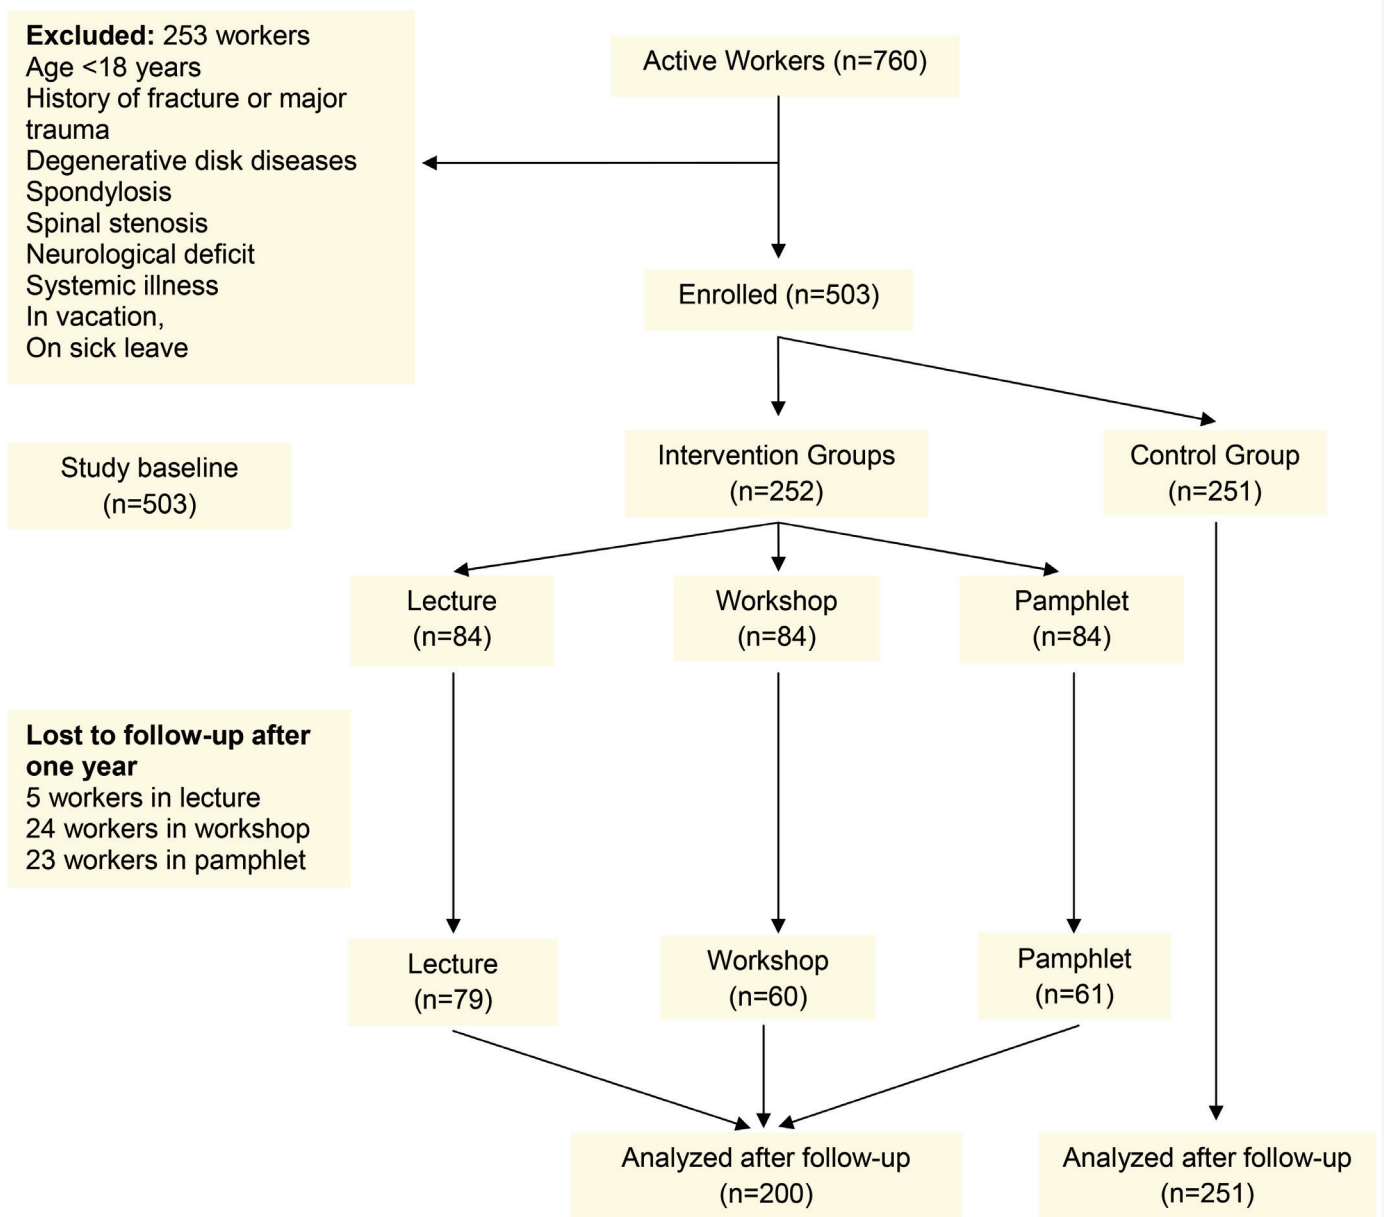 Excluded: 253 workers
Age <18 years
History of fracture or major
trauma
Degenerative disk diseases
Spondylosis
Spinal stenosis
Neurological deficit
Systemic illness
In vacation,
On sick leave
Active Workers (n=760)
Enrolled (n=503)
Study baseline
(n=503)
Intervention Groups
(n=252)
Control Group
(n=251)
Lecture
(n=84)
Workshop
(n=84)
Pamphlet
(n=84)
Lost to follow-up after
one year
5 workers in lecture
24 workers in workshop
23 workers in pamphlet
Lecture
(n=79)
Workshop
(n=60)
Pamphlet
(n=61)
Analyzed after follow-up
(n=200)
Analyzed after follow-up
(n=251)